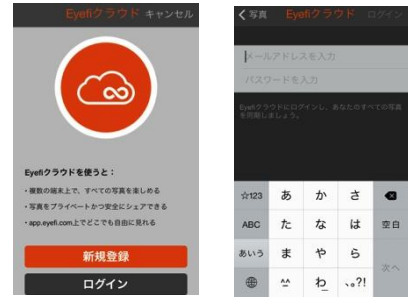 Eyefiクラウド キャンセル
Eyefiクラウドを使うと：
・複数の端末上で、すべての写真を楽しめる
・写真をプライベートかつ安全にシェアできる
・app.eyefi.com上でどこでも自由に見れる
新規登録
ログイン
写真 Eyefiクラウド ログイン
メールアドレスを入力
パスワードを入力
Eyefiクラウドにログインし、あなたのすべての写真
を同期しましょう。
☆123 あ か さ
ABC た な は 空白
あいう ま や ら
^^ わ 、。?! 次へ